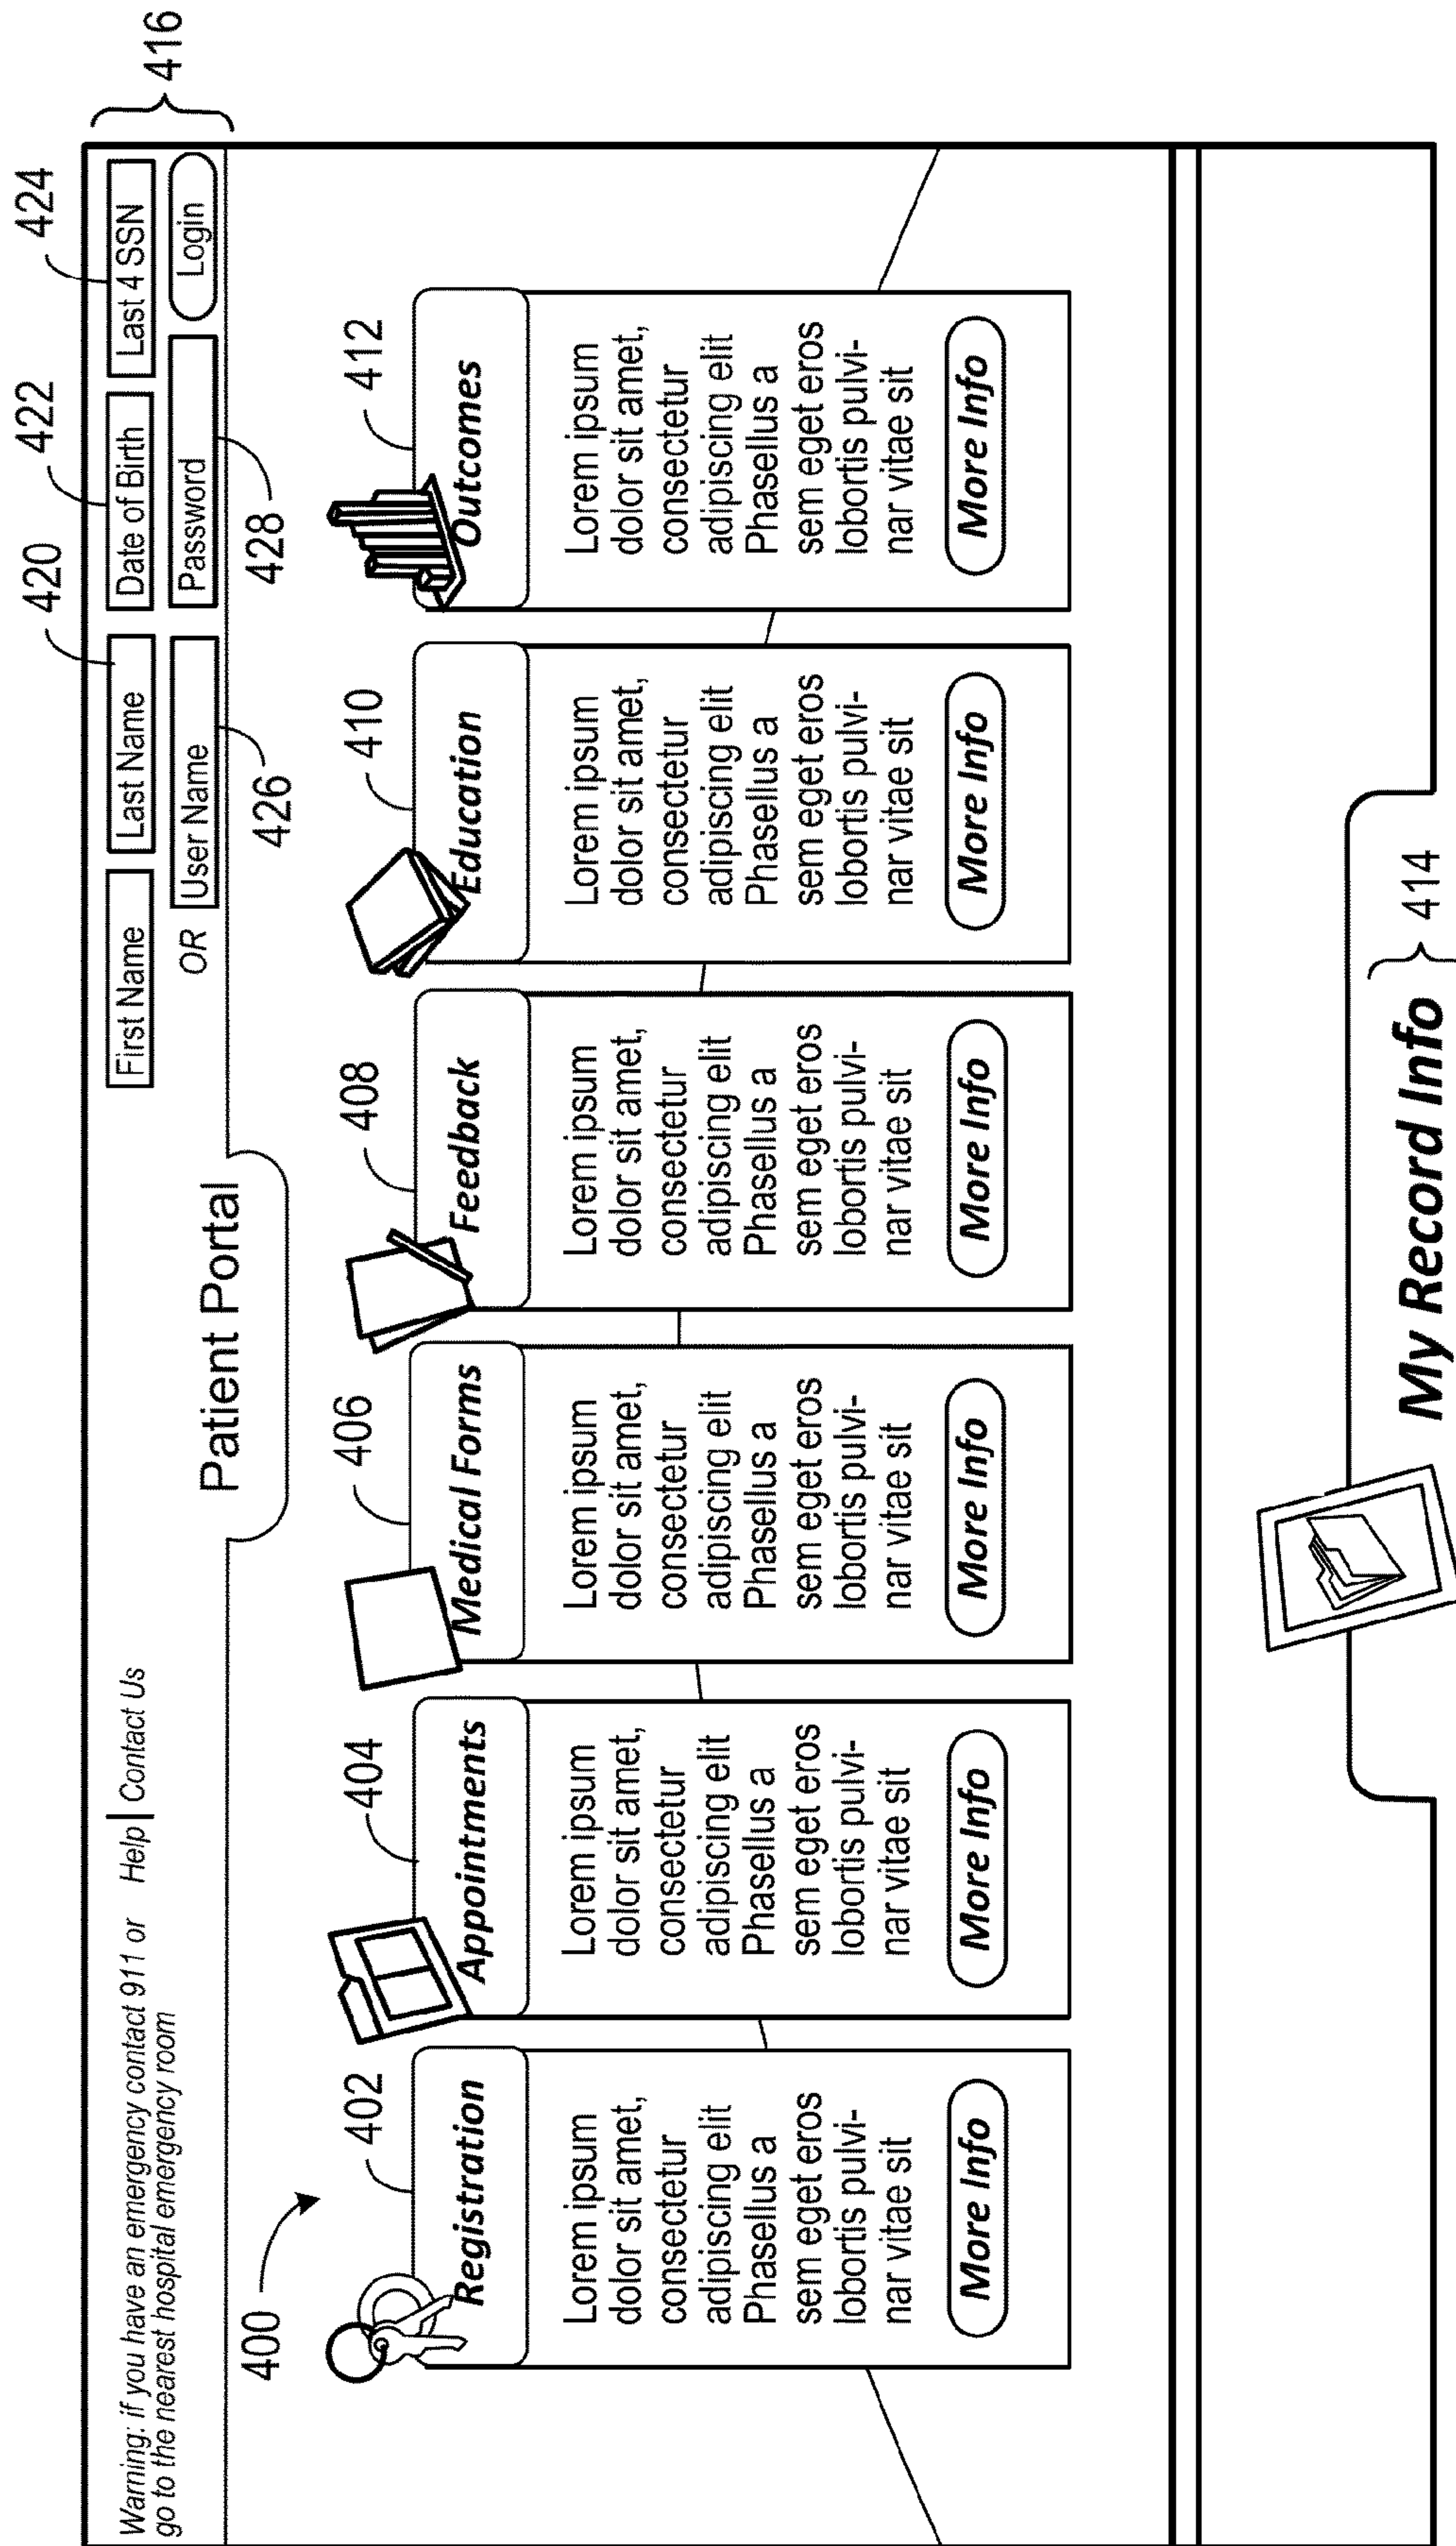 Warning: if you have an emergency contact 911 or
go to the nearest hospital emergency room
Help | Contact Us
Patient Portal
First Name
Last Name
Date of Birth
Last 4 SSN
OR
User Name
Password
Login
420
422
424
416
426
428
400
402
Registration
Lorem ipsum
dolor sit amet,
consectetur
adipiscing elit
Phasellus a
sem eget eros
lobortis pulvi-
nar vitae sit
More Info
404
Appointments
Lorem ipsum
dolor sit amet,
consectetur
adipiscing elit
Phasellus a
sem eget eros
lobortis pulvi-
nar vitae sit
More Info
406
Medical Forms
Lorem ipsum
dolor sit amet,
consectetur
adipiscing elit
Phasellus a
sem eget eros
lobortis pulvi-
nar vitae sit
More Info
408
Feedback
Lorem ipsum
dolor sit amet,
consectetur
adipiscing elit
Phasellus a
sem eget eros
lobortis pulvi-
nar vitae sit
More Info
410
Education
Lorem ipsum
dolor sit amet,
consectetur
adipiscing elit
Phasellus a
sem eget eros
lobortis pulvi-
nar vitae sit
More Info
412
Outcomes
Lorem ipsum
dolor sit amet,
consectetur
adipiscing elit
Phasellus a
sem eget eros
lobortis pulvi-
nar vitae sit
More Info
My Record Info
414